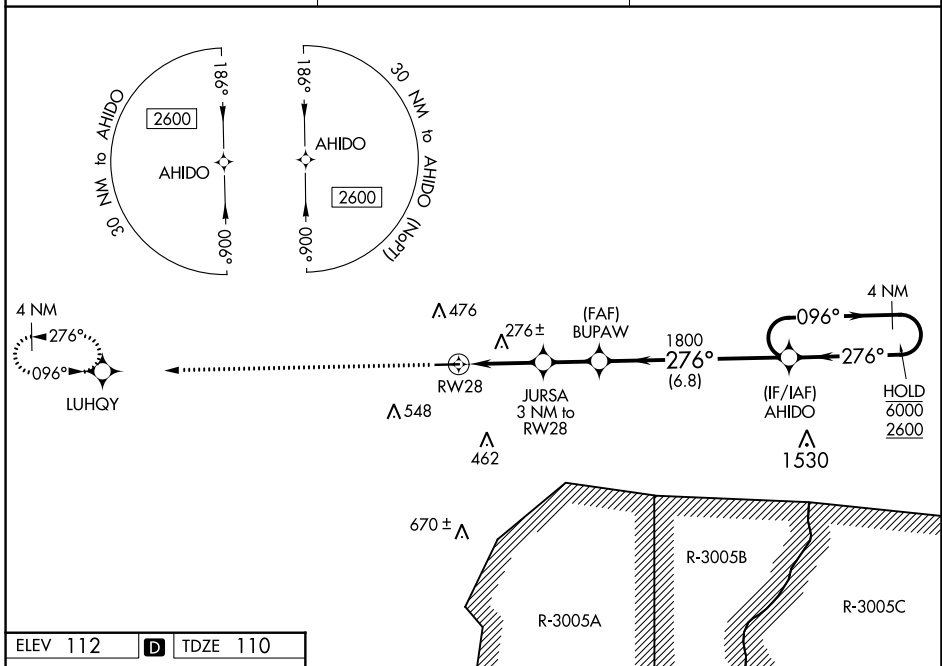 30 NM to AHIDO
186°
2600
AHIDO
006°
186°
30 NM to AHIDO (NoPT)
AHIDO
2600
006°
4 NM
276°
096°
LUHQY
476
276±
RW28
548
462
JURSA
3 NM to
RW28
(FAF)
BUPAW
1800
276°
(6.8)
096°
4 NM
276°
(IF/IAF)
AHIDO
HOLD
6000
2600
1530
670±
R-3005A
R-3005B
R-3005C
ELEV 112 D TDZE 110